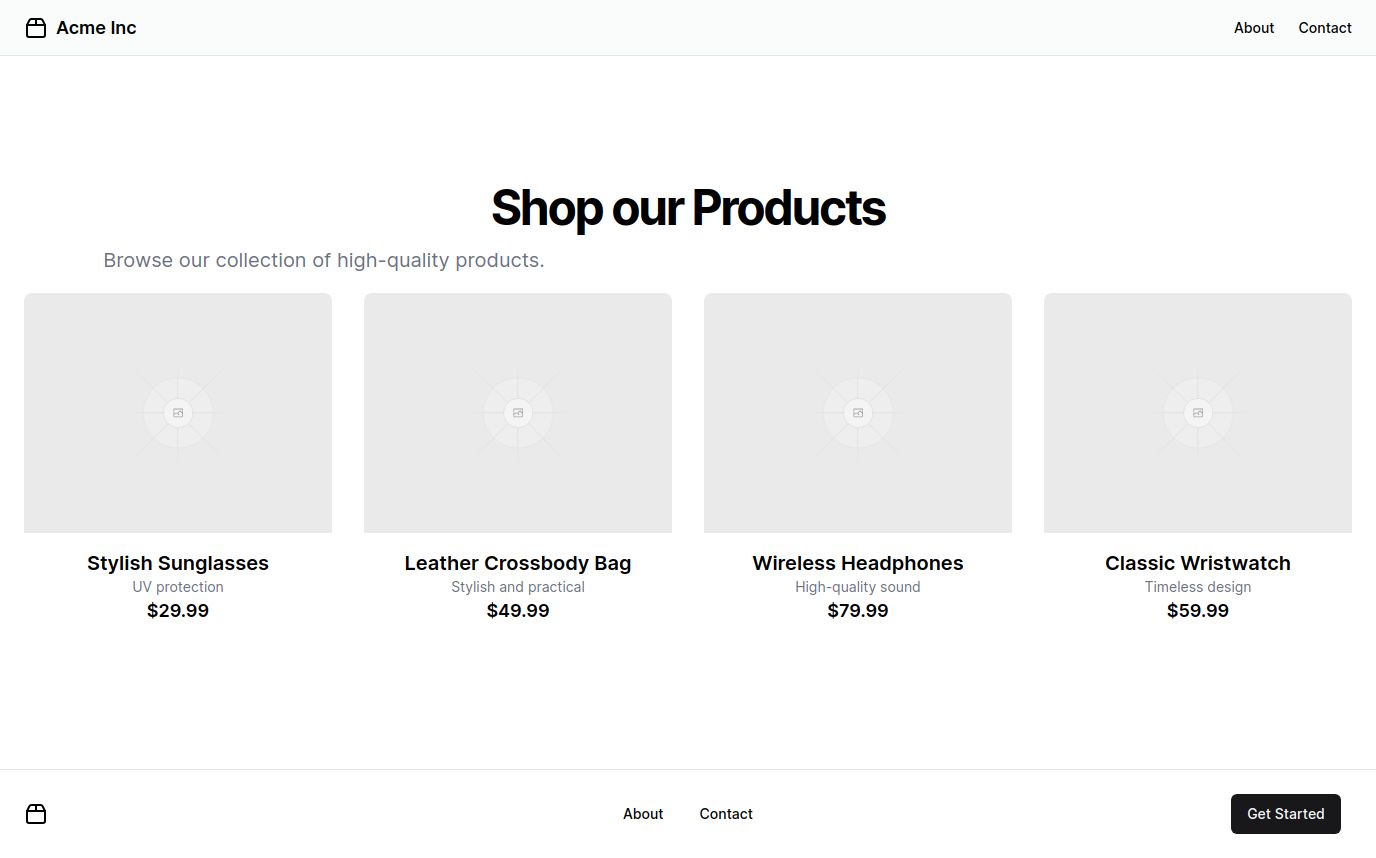 Acme Inc
About Contact
Shop our Products
Browse our collection of high-quality products.
Stylish Sunglasses
UV protection
$29.99
Leather Crossbody Bag
Stylish and practical
$49.99
Wireless Headphones
High-quality sound
$79.99
Classic Wristwatch
Timeless design
$59.99
About Contact
Get Started